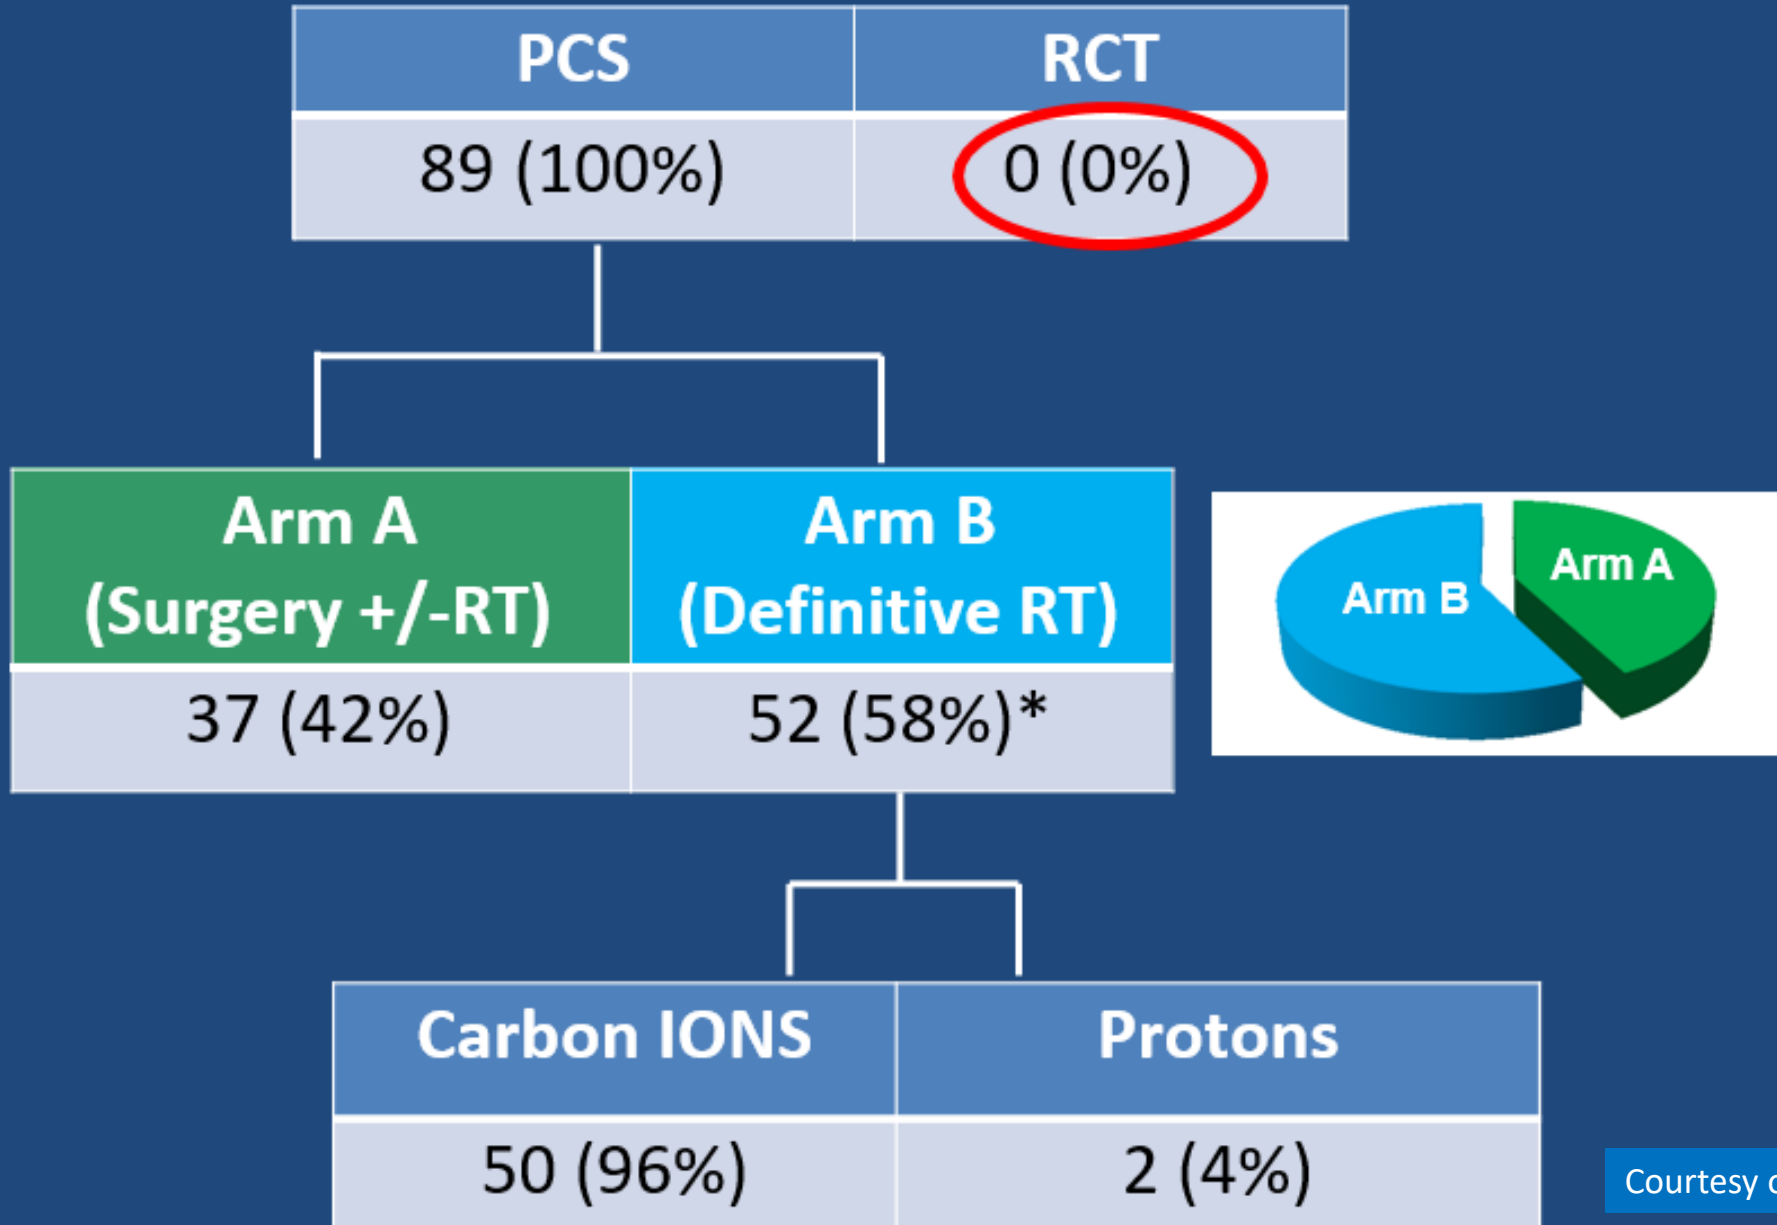 PCS RCT
89 (100%) 0 (0%)
Arm A
(Surgery +/-RT)
Arm B
(Definitive RT)
37 (42%) 52 (58%)*
Arm B
Arm A
Carbon IONS Protons
50 (96%) 2 (4%)
Courtesy